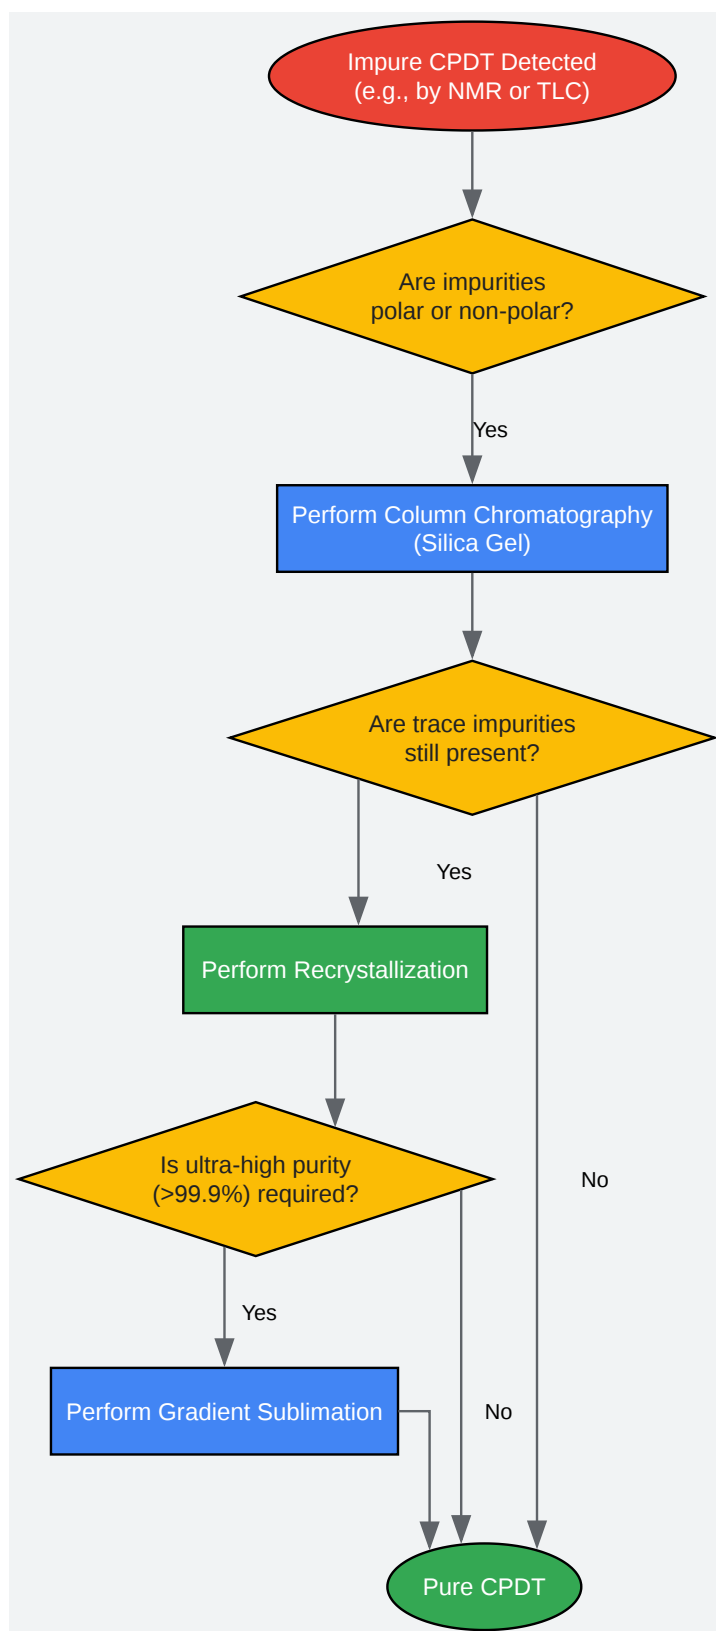 Impure CPDT Detected
(e.g., by NMR or TLC)
Are impurities
polar or non-polar?
Yes
Perform Column Chromatography
(Silica Gel)
Are trace impurities
still present?
Yes
Perform Recrystallization
Is ultra-high purity
(>99.9%) required?
No
Yes
Perform Gradient Sublimation
No
Pure CPDT